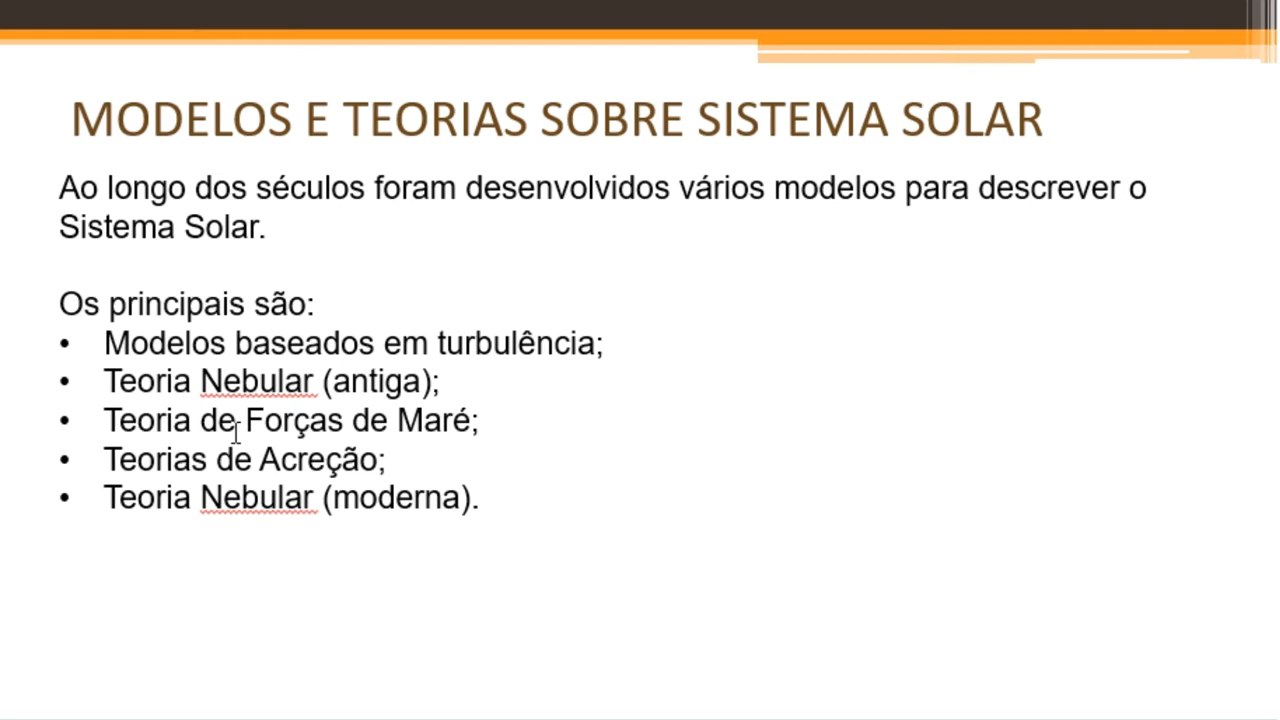 MODELOS E TEORIAS SOBRE SISTEMA SOLAR
Ao longo dos séculos foram desenvolvidos vários modelos para descrever o
Sistema Solar.
Os principais são:
• Modelos baseados em turbulência;
• Teoria Nebular (antiga);
• Teoria de Forças de Maré;
• Teorias de Acreção;
• Teoria Nebular (moderna).